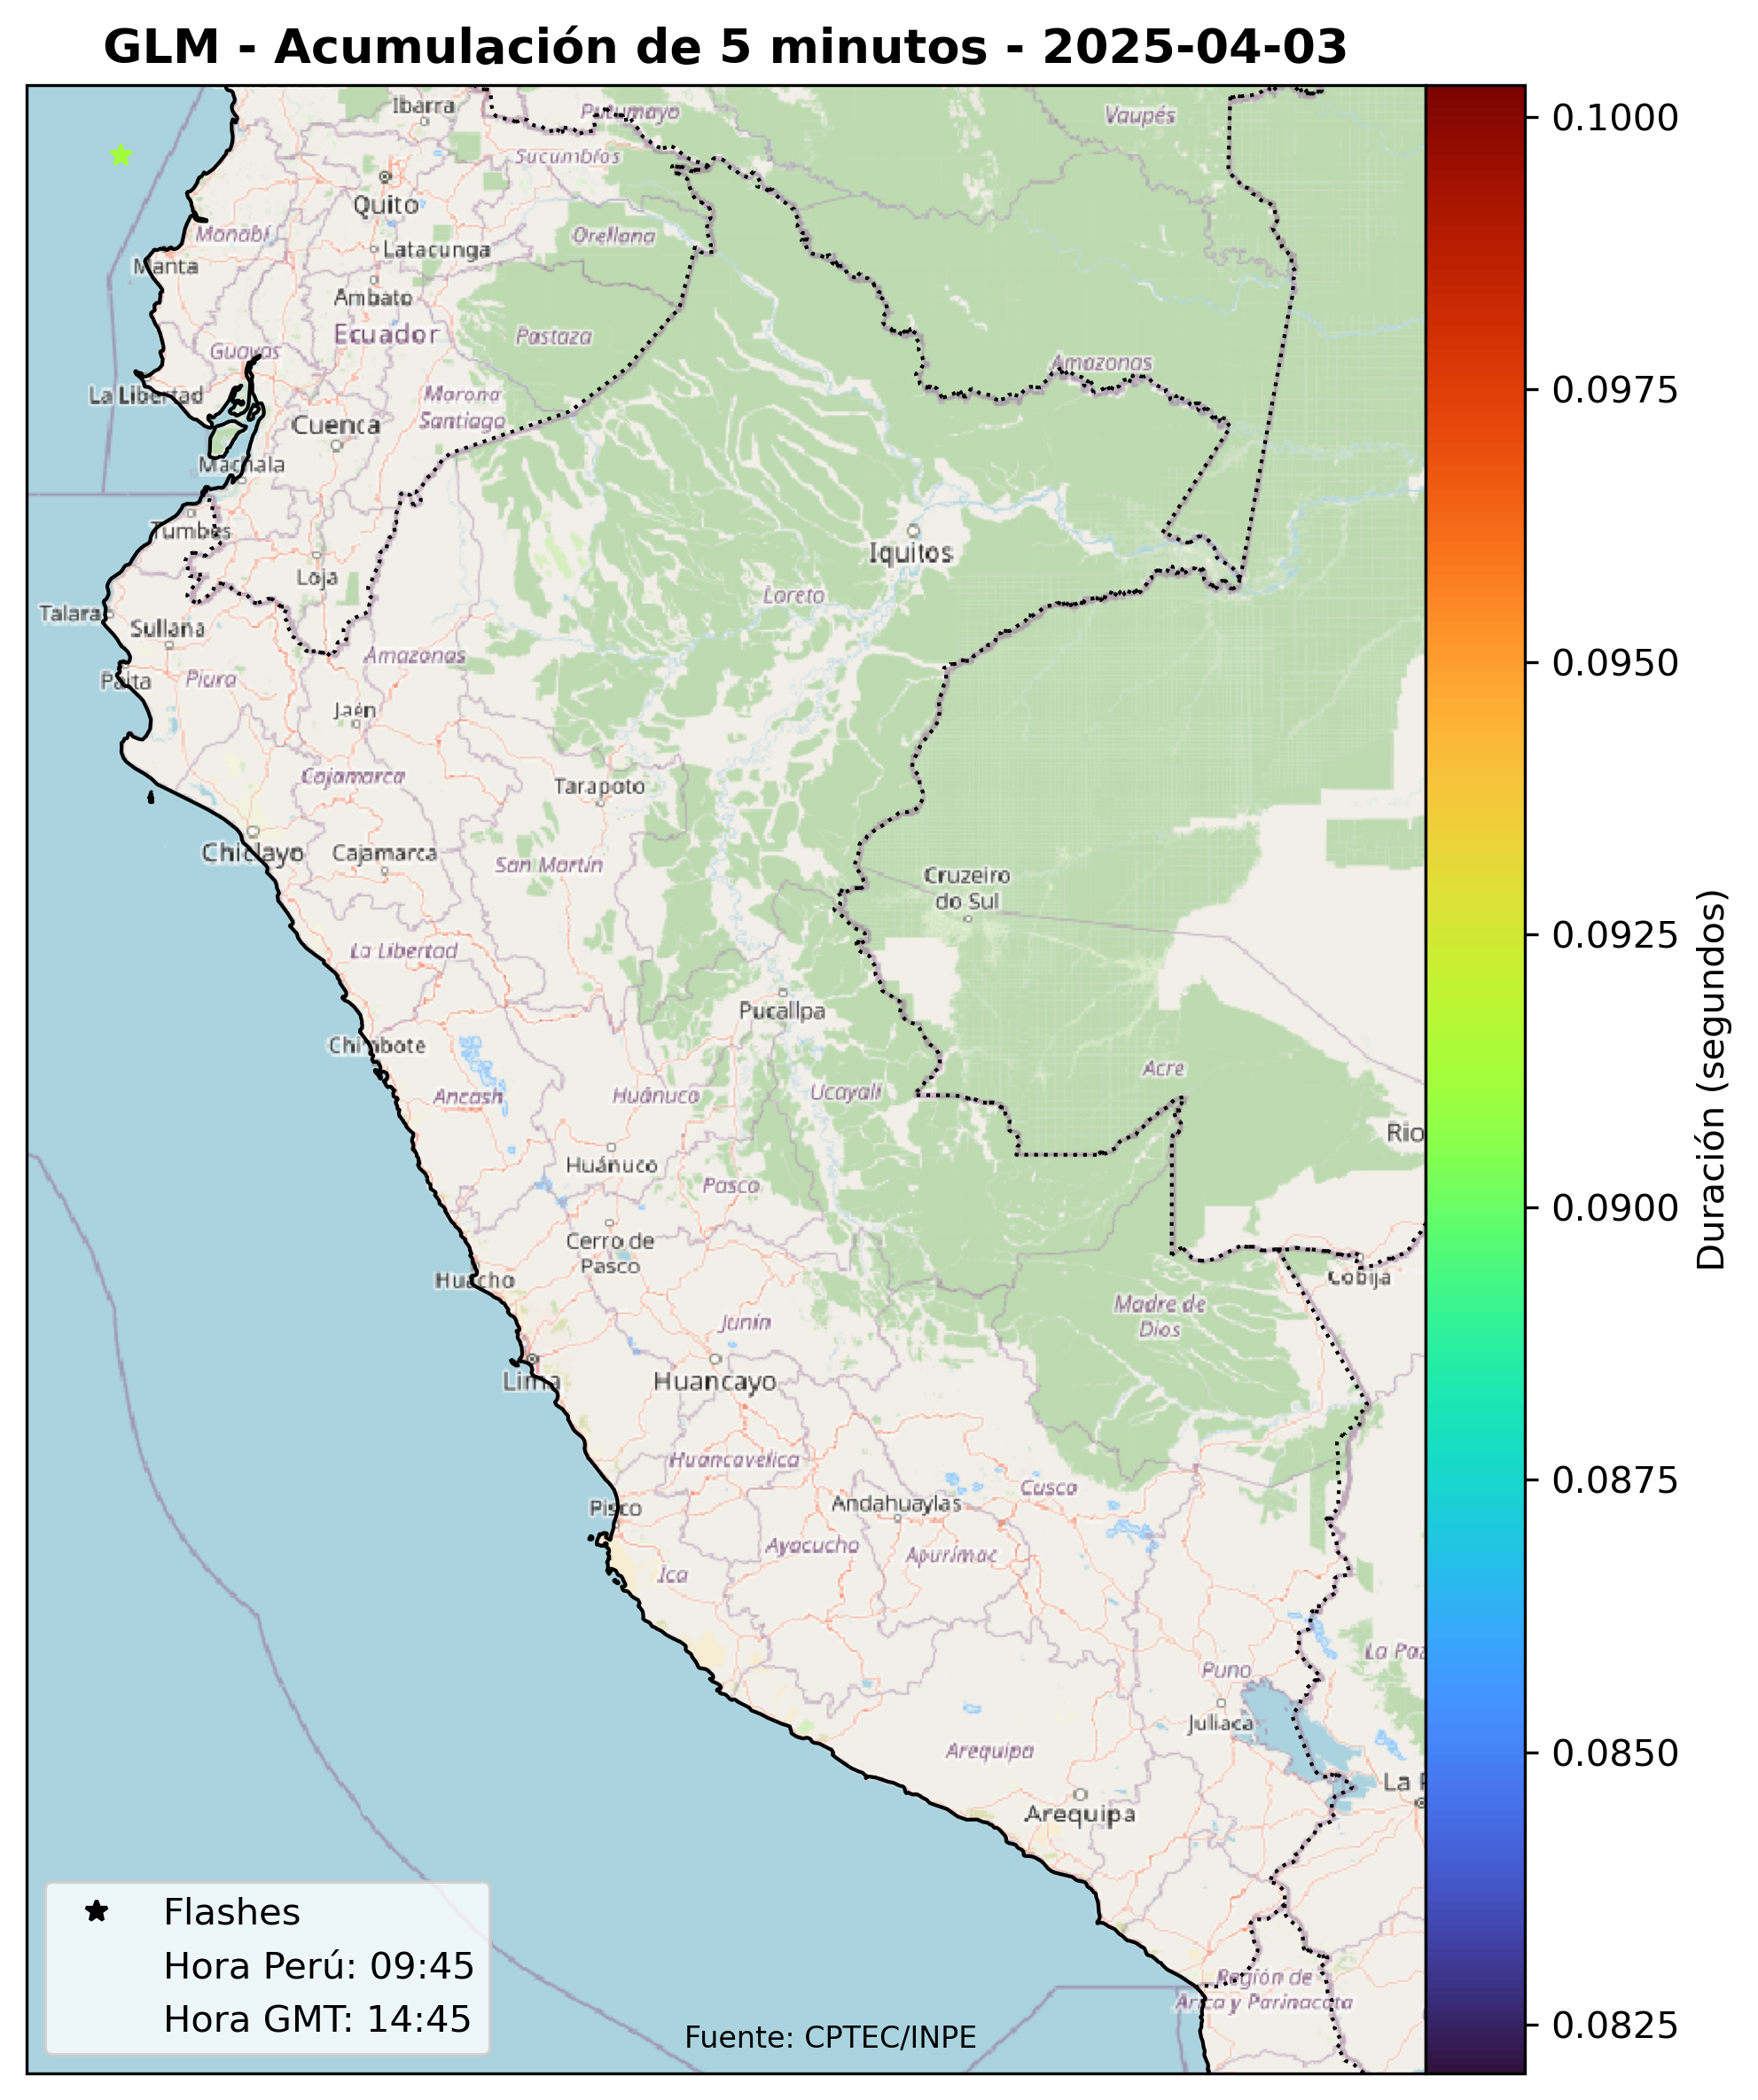 GLM - Acumulación de 5 minutos - 2025-04-03
Ibarra
Putumayo
Vaupés
Sucumbíos
Quito
Manabí
Orellana
Latacunga
Manta
Ambato
Ecuador
Pastaza
Guayas
Amazonas
La Libertad
Morona
Santiago
Cuenca
Machala
Tumbes
Iquitos
Loja
Loreto
Talara
Sullana
Amazonas
Paita
Piura
Jaén
Cajamarca
Tarapoto
Chiclayo
Cajamarca
San Martín
Cruzeiro
do Sul
La Libertad
Pucallpa
Chimbote
Ancash
Huánuco
Ucayali
Acre
Rio
Huánuco
Pasco
Cerro de
Pasco
Huacho
Cobija
Madre de
Dios
Junín
Lima
Huancayo
Huancavelica
Cusco
Pisco
Andahuaylas
Ayacucho
Apurímac
Ica
La Paz
Puno
Juliaca
Arequipa
La P
Arequipa
Región de
Arica y Parinacota
Flashes
Hora Perú: 09:45
Hora GMT: 14:45
Fuente: CPTEC/INPE
0.1000
0.0975
0.0950
0.0925
0.0900
0.0875
0.0850
0.0825
Duración (segundos)